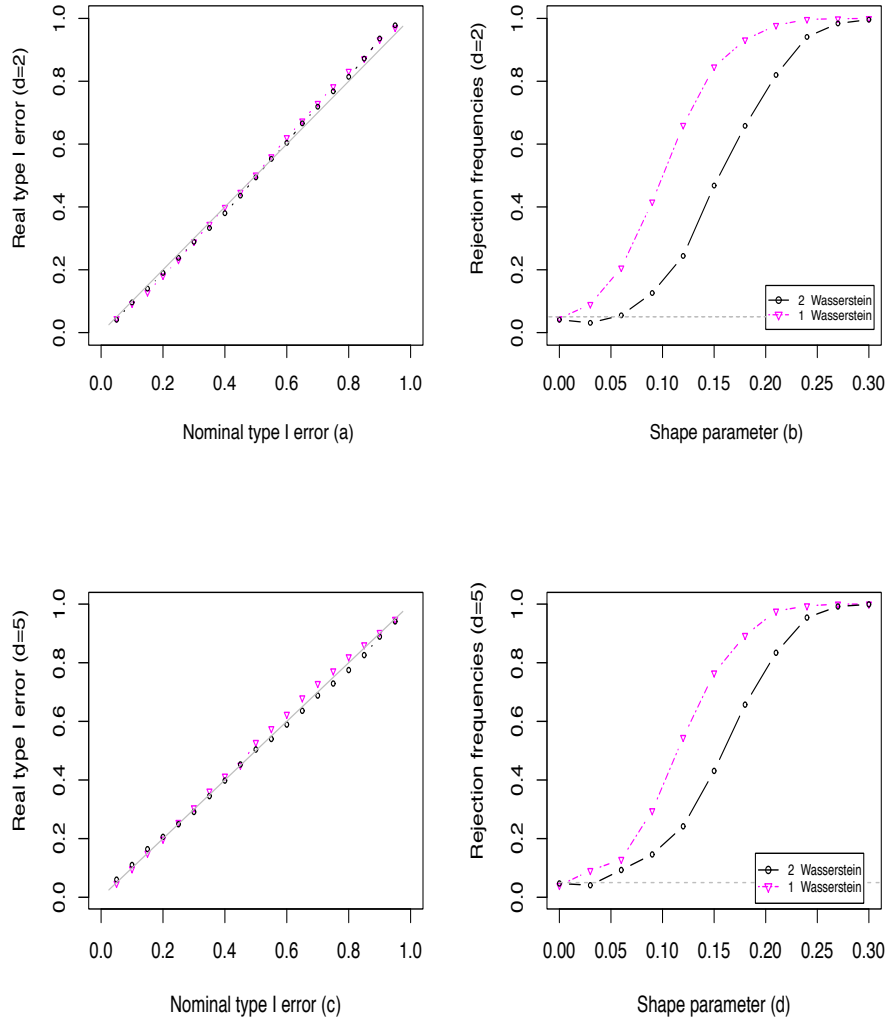 Real type I error (d=2)
0.0 0.2 0.4 0.6 0.8 1.0
0.0 0.2 0.4 0.6 0.8 1.0
Nominal type I error (a)
Rejection frequencies (d=2)
0.0 0.2 0.4 0.6 0.8 1.0
2 Wasserstein
1 Wasserstein
0.00 0.05 0.10 0.15 0.20 0.25 0.30
Shape parameter (b)
Real type I error (d=5)
0.0 0.2 0.4 0.6 0.8 1.0
0.0 0.2 0.4 0.6 0.8 1.0
Nominal type I error (c)
Rejection frequencies (d=5)
0.0 0.2 0.4 0.6 0.8 1.0
2 Wasserstein
1 Wasserstein
0.00 0.05 0.10 0.15 0.20 0.25 0.30
Shape parameter (d)